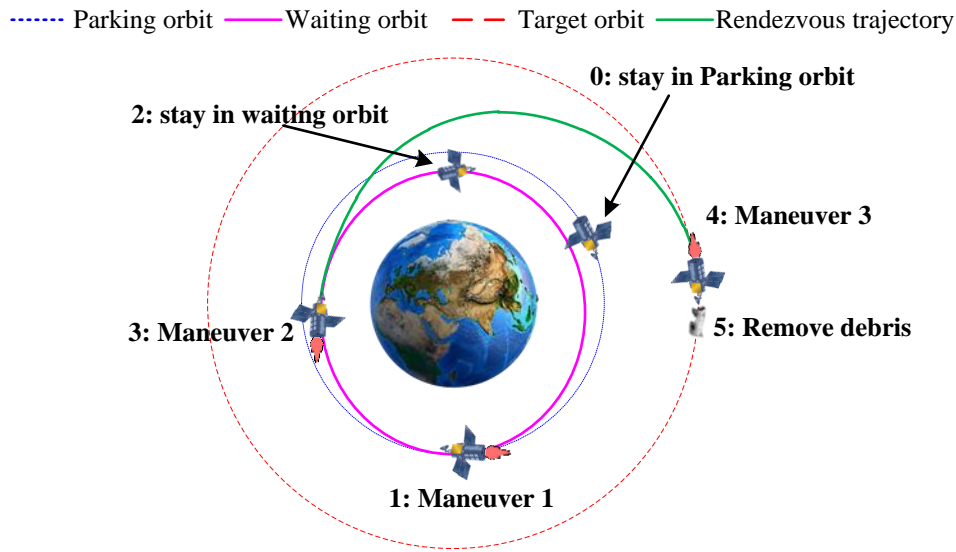 Parking orbit Waiting orbit Target orbit Rendezvous trajectory
0: stay in Parking orbit
2: stay in waiting orbit
4: Maneuver 3
3: Maneuver 2
5: Remove debris
1: Maneuver 1